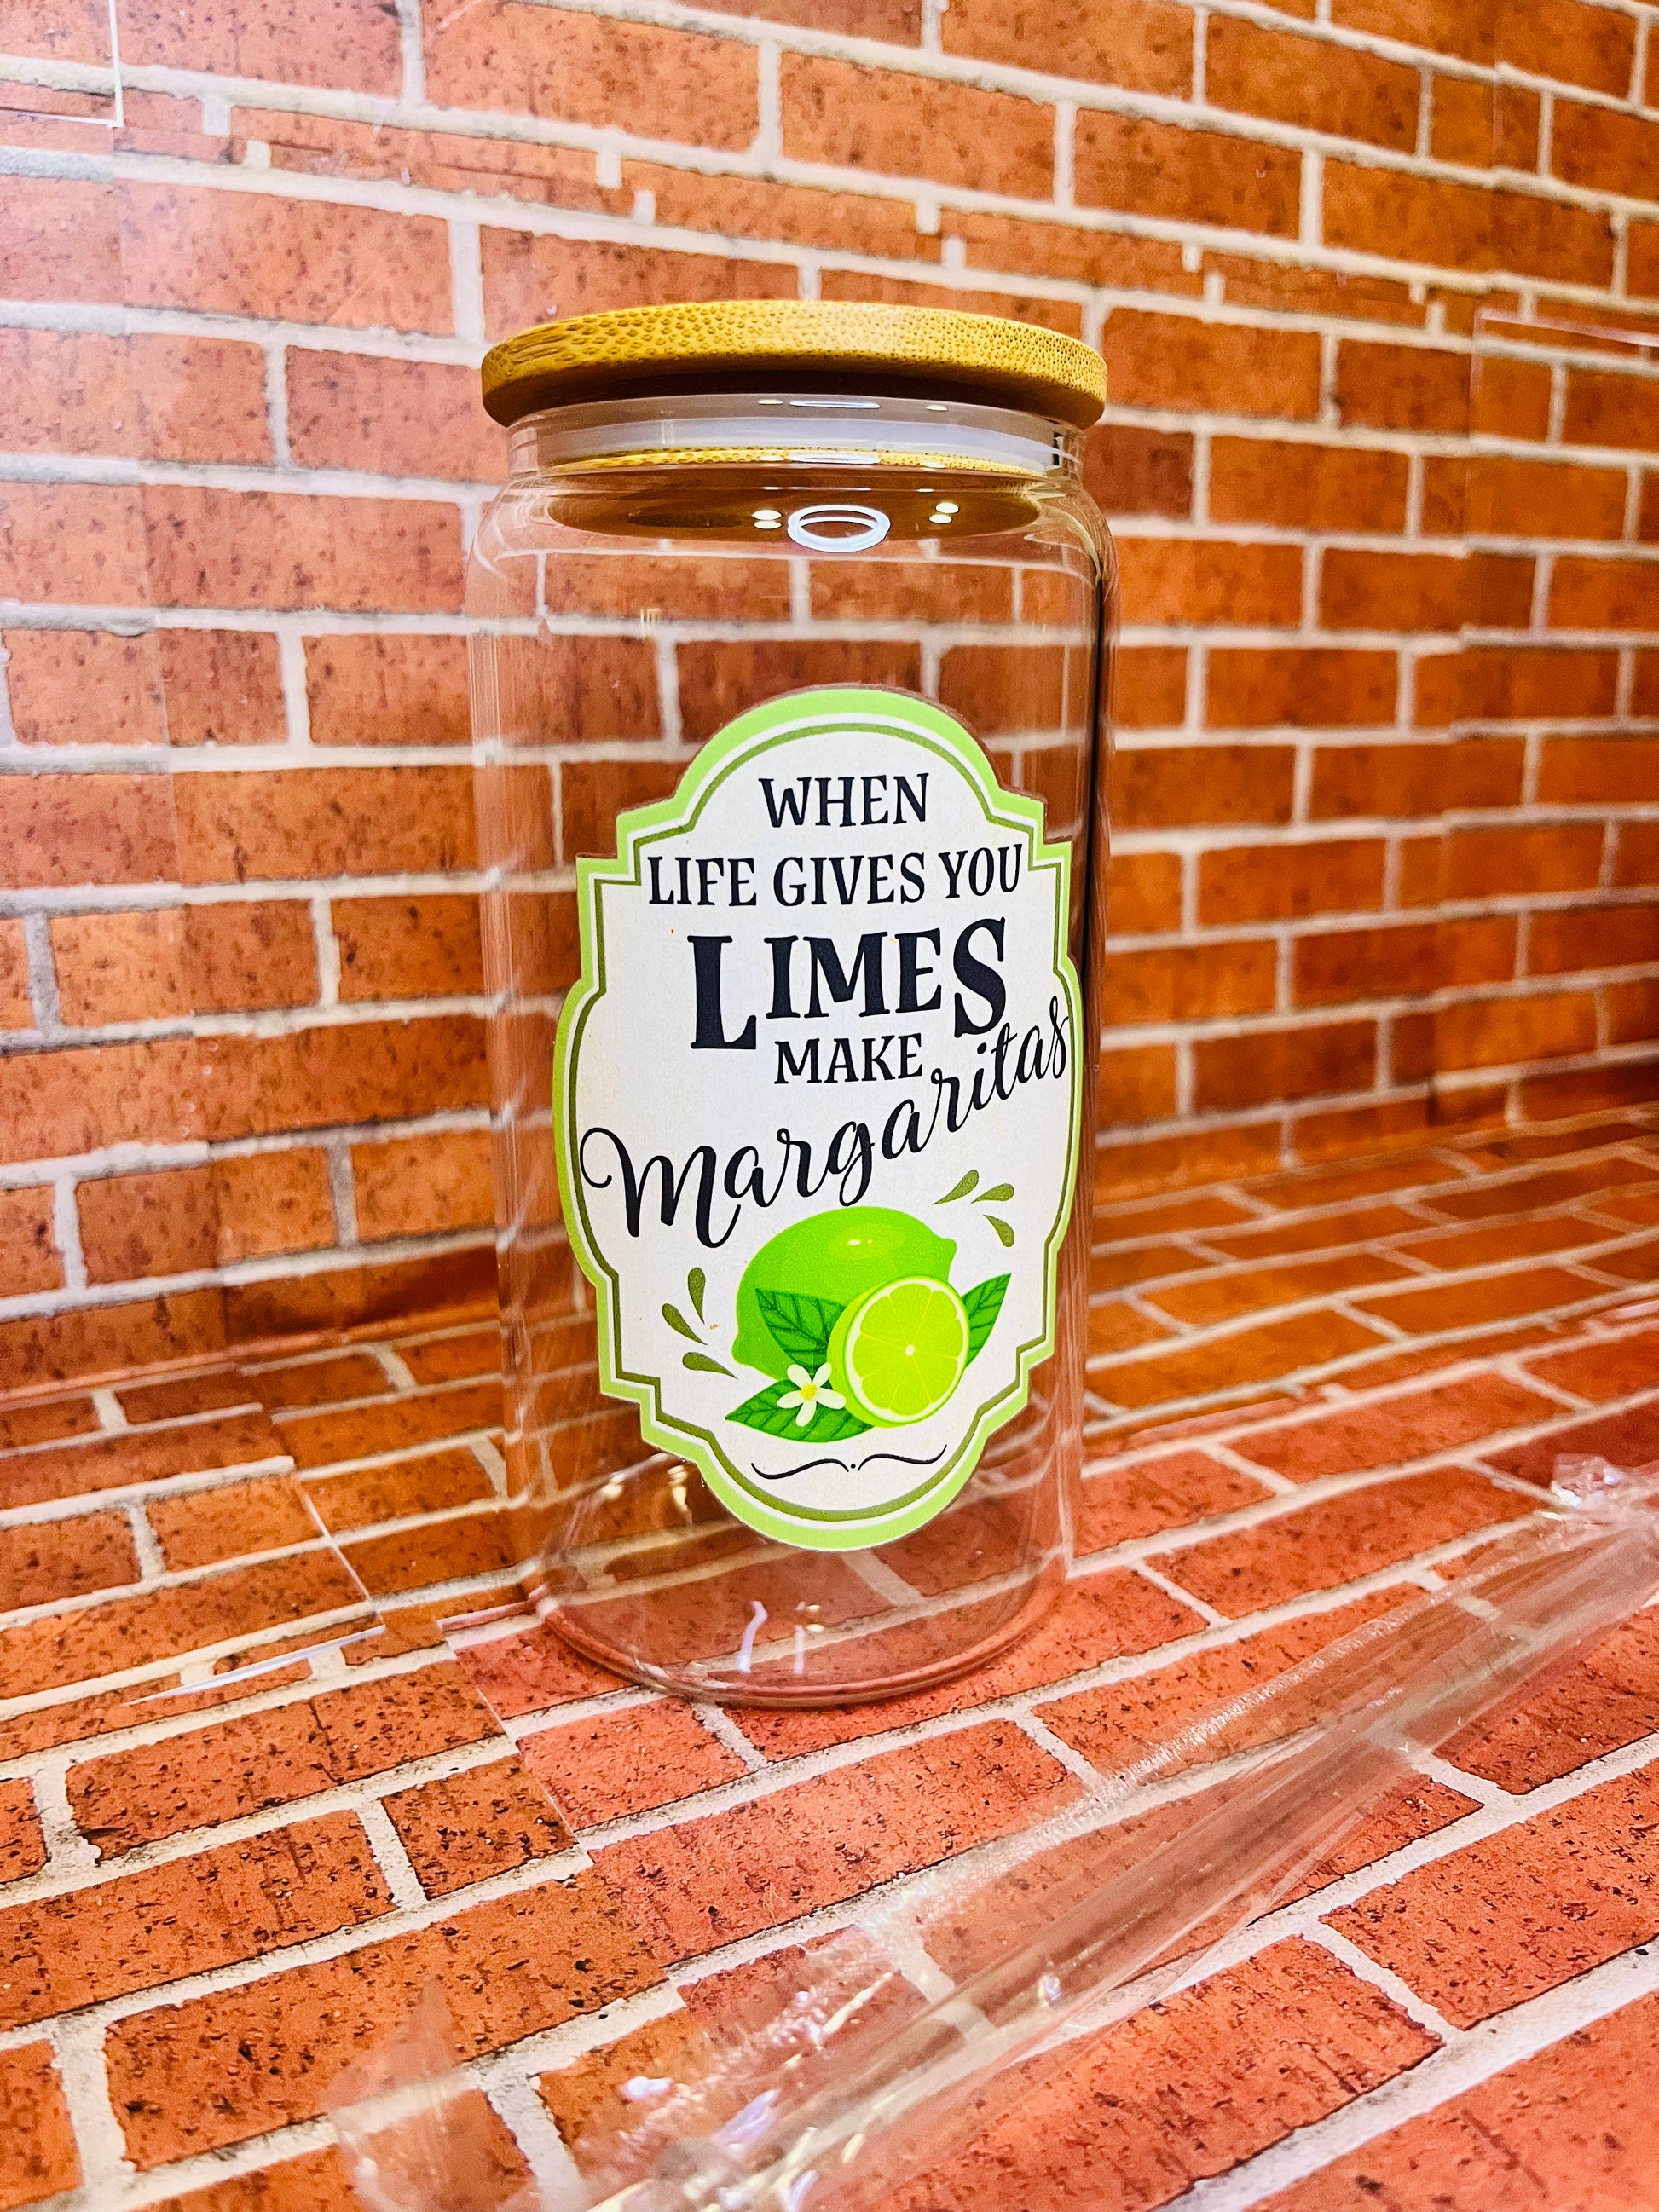 WHEN
LIFE GIVES YOU
LIMES
MAKE
Margaritas